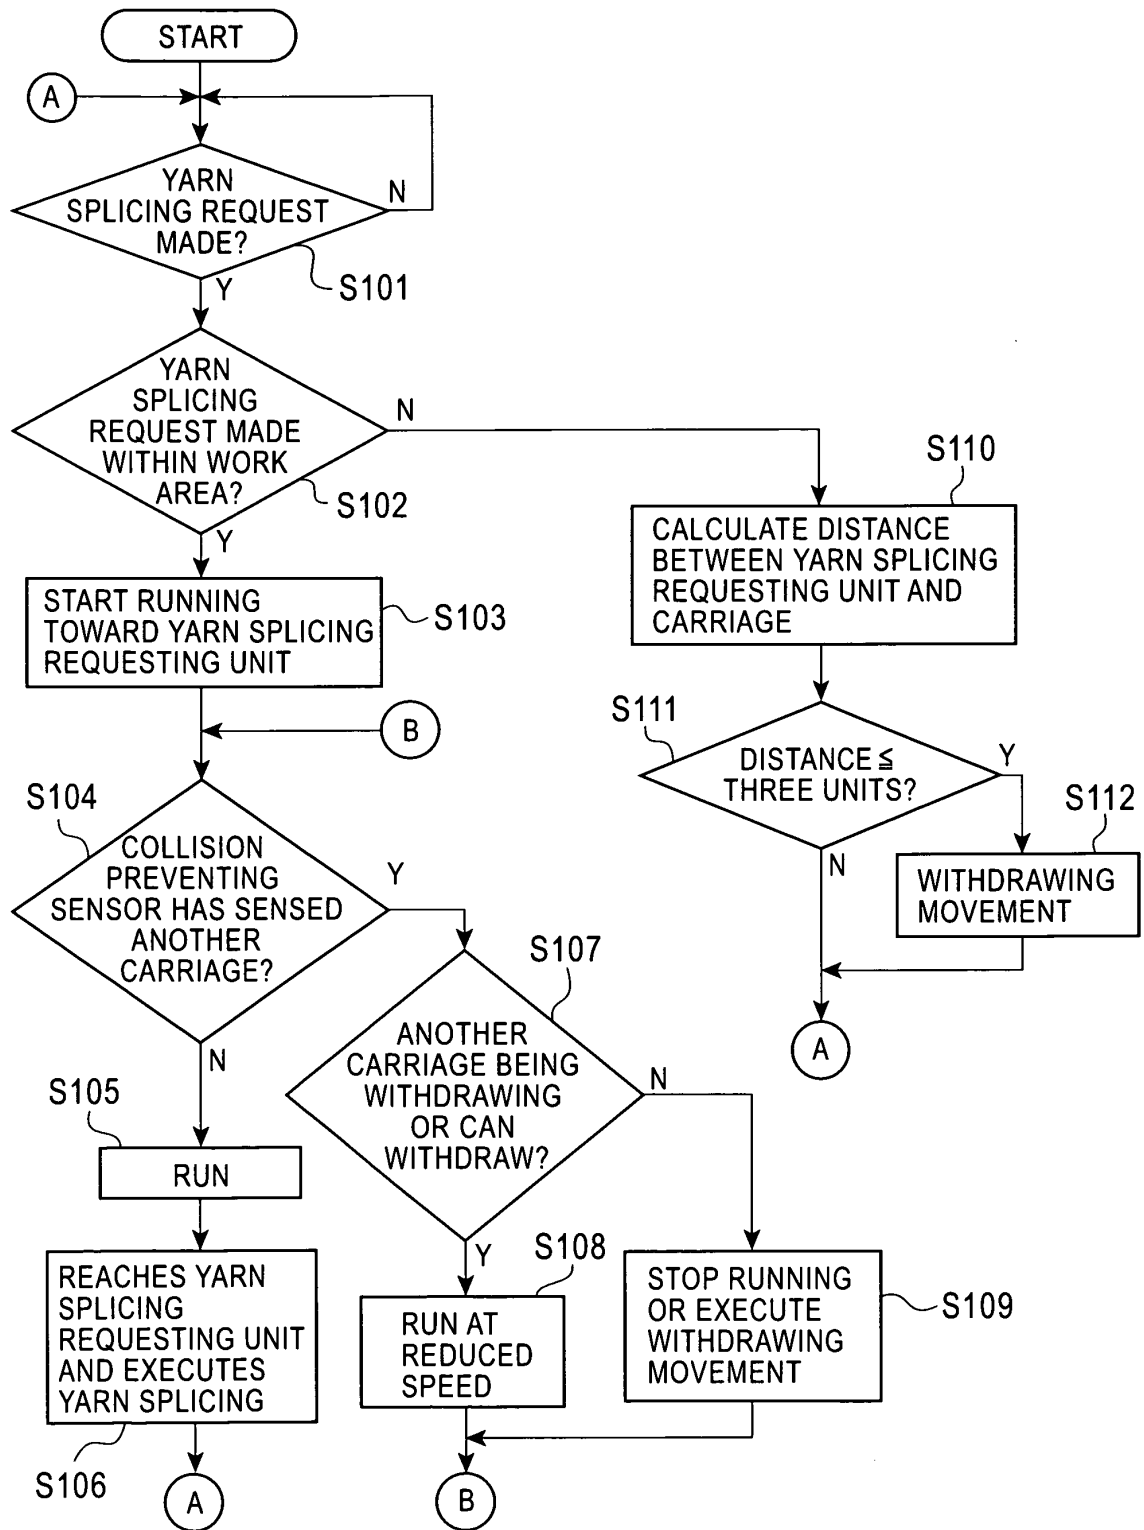 START
A
YARN
SPLICING REQUEST
MADE?
N
S101
Y
YARN
SPLICING
REQUEST MADE
WITHIN WORK
AREA?
N
S102
Y
S110
CALCULATE DISTANCE
BETWEEN YARN SPLICING
REQUESTING UNIT AND
CARRIAGE
START RUNNING
TOWARD YARN SPLICING
REQUESTING UNIT
S103
B
S111
DISTANCE ≦
THREE UNITS?
Y
N
S112
WITHDRAWING
MOVEMENT
A
S104
COLLISION
PREVENTING
SENSOR HAS SENSED
ANOTHER
CARRIAGE?
Y
N
S107
ANOTHER
CARRIAGE BEING
WITHDRAWING
OR CAN
WITHDRAW?
N
Y
S105
RUN
REACHES YARN
SPLICING
REQUESTING UNIT
AND EXECUTES
YARN SPLICING
S106
A
S108
RUN AT
REDUCED
SPEED
STOP RUNNING
OR EXECUTE
WITHDRAWING
MOVEMENT
S109
B